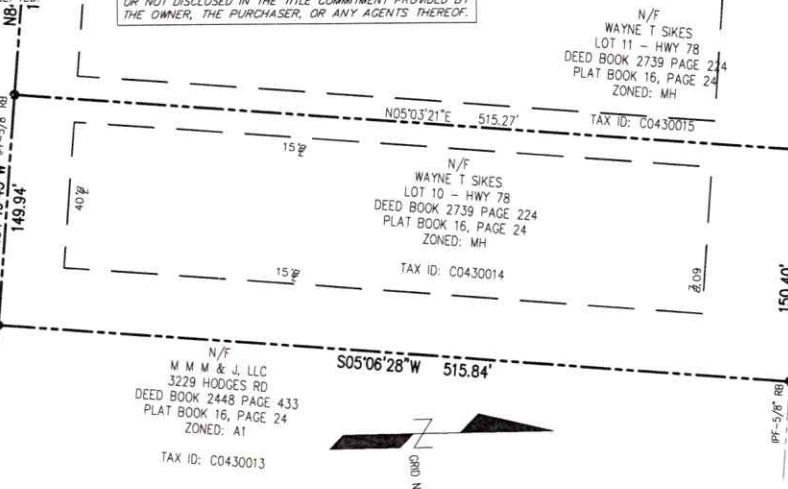 OR NOT DISCLOSED IN THE TITLE COMMITMENT PROVIDED BY
THE OWNER, THE PURCHASER, OR ANY AGENTS THEREOF.
N/F
WAYNE T SIKES
LOT 11 - HWY 78
DEED BOOK 2739 PAGE 224
PLAT BOOK 16, PAGE 24
ZONED: MH
TAX ID: C0430015
N05°03'21"E 515.27'
149.94'
15'
40'
N/F
WAYNE T SIKES
LOT 10 - HWY 78
DEED BOOK 2739 PAGE 224
PLAT BOOK 16, PAGE 24
ZONED: MH
TAX ID: C0430014
15'
60'
150.40'
S05°06'28"W 515.84'
N/F
M M M & J, LLC
3229 HODGES RD
DEED BOOK 2448 PAGE 433
PLAT BOOK 16, PAGE 24
ZONED: A1
TAX ID: C0430013
GRID N
IPF-5/8" RB